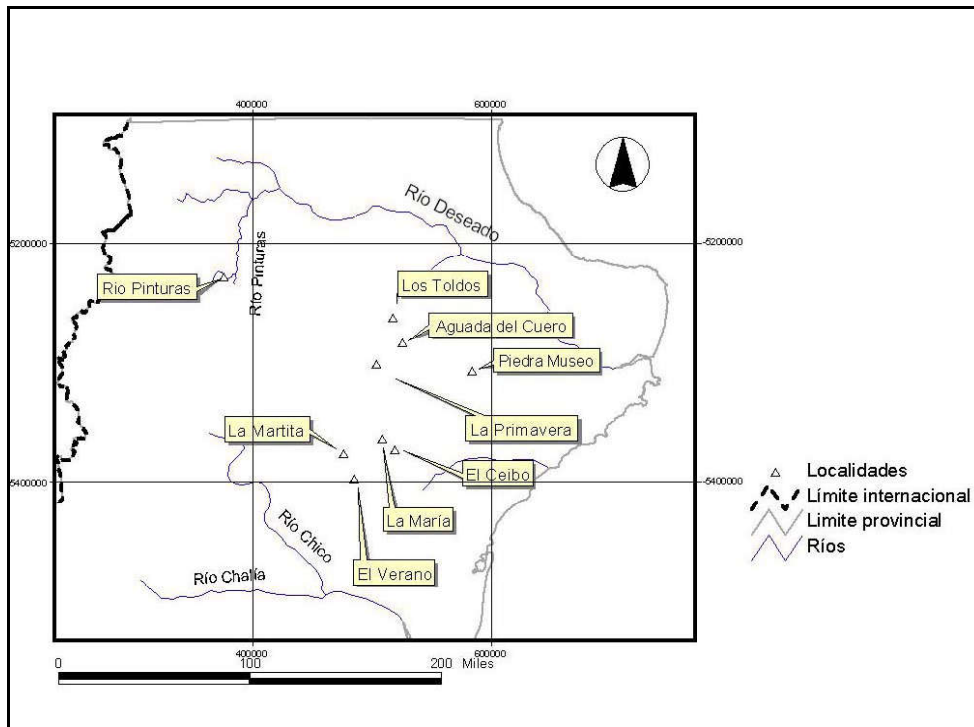 400000
600000
Río Deseado
5200000
5200000
Río Pinturas
Rio Pinturas
Los Toldos
Aguada del Cuero
Piedra Museo
La Primavera
La Martita
El Ceibo
Localidades
5400000
5400000
Límite internacional
La María
Limite provincial
Río Chico
Ríos
El Verano
Río Chalía
400000
600000
0
100
200 Miles